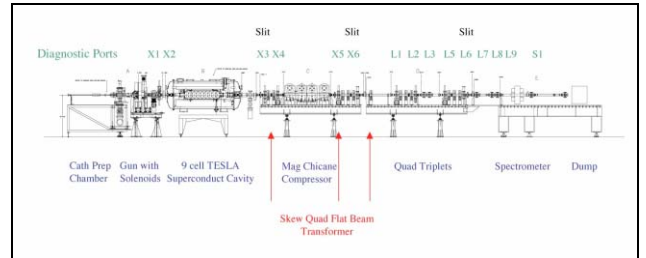 Slit Slit Slit
Diagnostic Ports X1 X2 X3 X4 X5 X6 L1 L2 L3 L5 L6 L7 L8 L9 S1
Cath Prep Gun with 9 cell TESLA Mag Chicane Quad Triplets Spectrometer Dump
Chamber Solenoids Superconduct Cavity Compressor
Skew Quad Flat Beam
Transformer